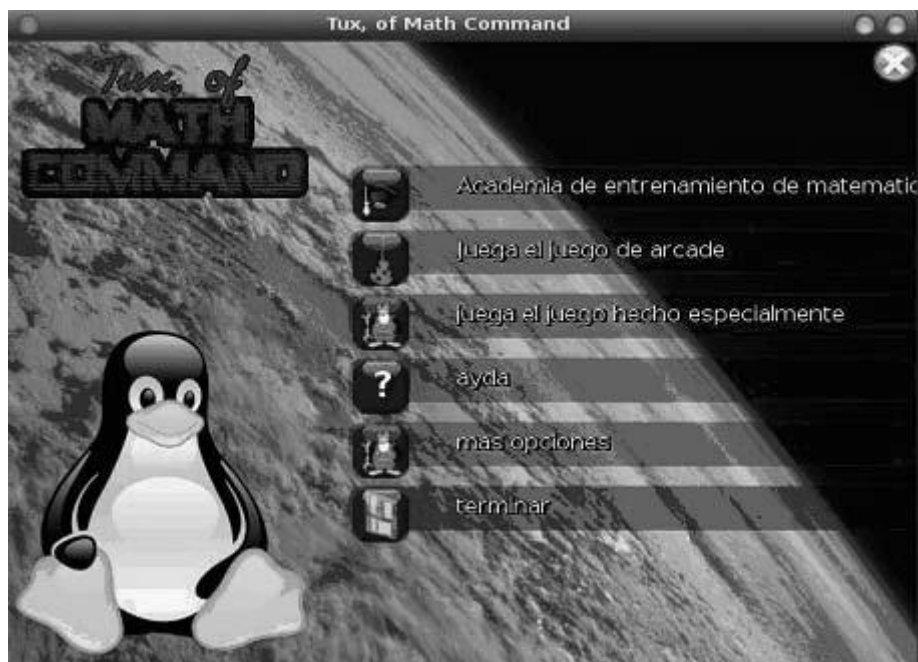 Tux, of Math Command
Tux, of
MATH
COMMAND
Academia de entrenamiento de matematic
juega el juego de arcade
juega el juego hecho especialmente
?
ayda
mas opciones
terminar